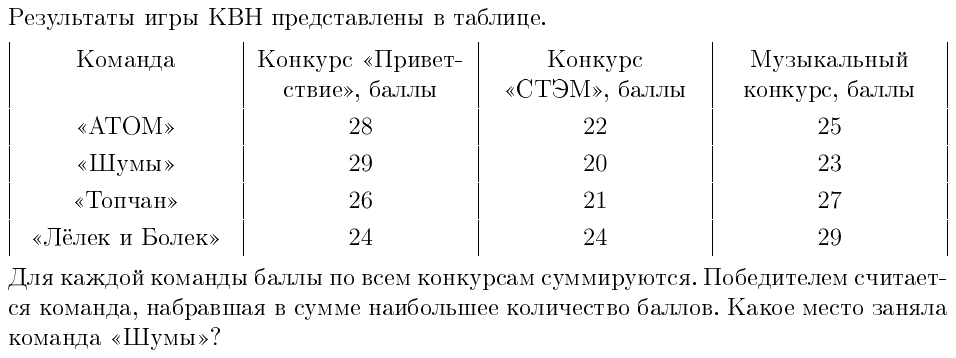 Результаты игры КВН представлены в таблице.
Команда Конкурс «Привет- Конкурс Музыкальный
ствие», баллы «СТЭМ», баллы конкурс, баллы
«АТОМ» 28 22 25
«Шумы» 29 20 23
«Топчан» 26 21 27
«Лёлек и Болек» 24 24 29
Для каждой команды баллы по всем конкурсам суммируются. Победителем считает-
ся команда, набравшая в сумме наибольшее количество баллов. Какое место заняла
команда «Шумы»?